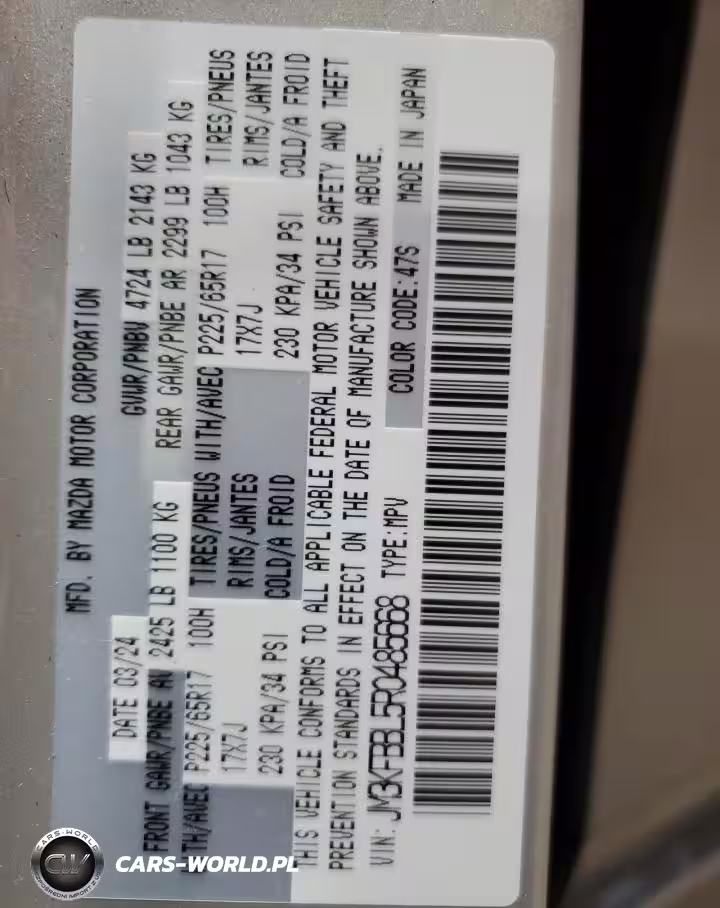 MFD. BY MAZDA MOTOR CORPORATION
DATE 03/24 GVWR/PNBV 4724 LB 2143 KG
FRONT GAWR/PNBE AV 2425 LB 1100 KG REAR GAWR/PNBE AR 2299 LB 1043 KG
TH/AVEC P225/65R17 100H TIRES/PNEUS WITH/AVEC P225/65R17 100H TIRES/PNEUS
17X7J RIMS/JANTES 17X7J RIMS/JANTES
230 KPA/34 PSI COLD/A FROID 230 KPA/34 PSI COLD/A FROID
THIS VEHICLE CONFORMS TO ALL APPLICABLE FEDERAL MOTOR VEHICLE SAFETY AND THEFT
PREVENTION STANDARDS IN EFFECT ON THE DATE OF MANUFACTURE SHOWN ABOVE.
VIN: JM3KFBBL5R0485668 TYPE:MPV COLOR CODE:47S MADE IN JAPAN
CARS-WORLD
CW
CARS-WORLD.PL